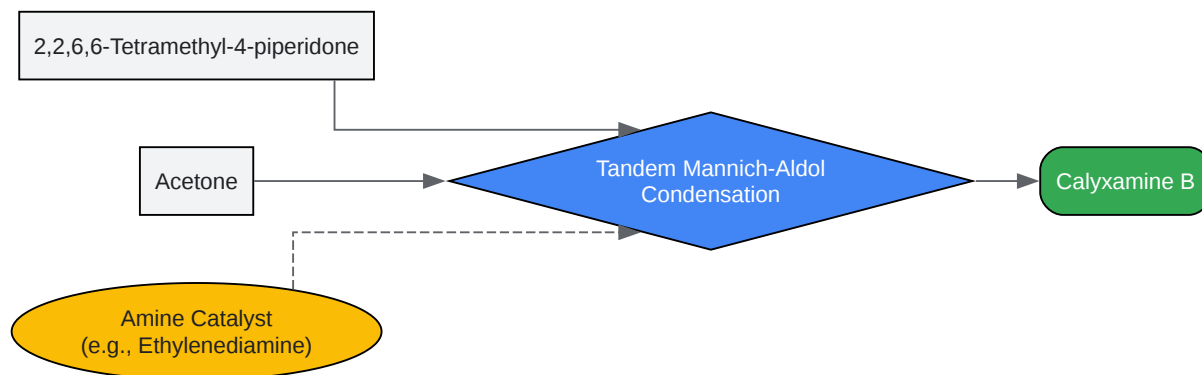 2,2,6,6-Tetramethyl-4-piperidone
Acetone
Tandem Mannich-Aldol
Condensation
Calyxamine B
Amine Catalyst
(e.g., Ethylenediamine)